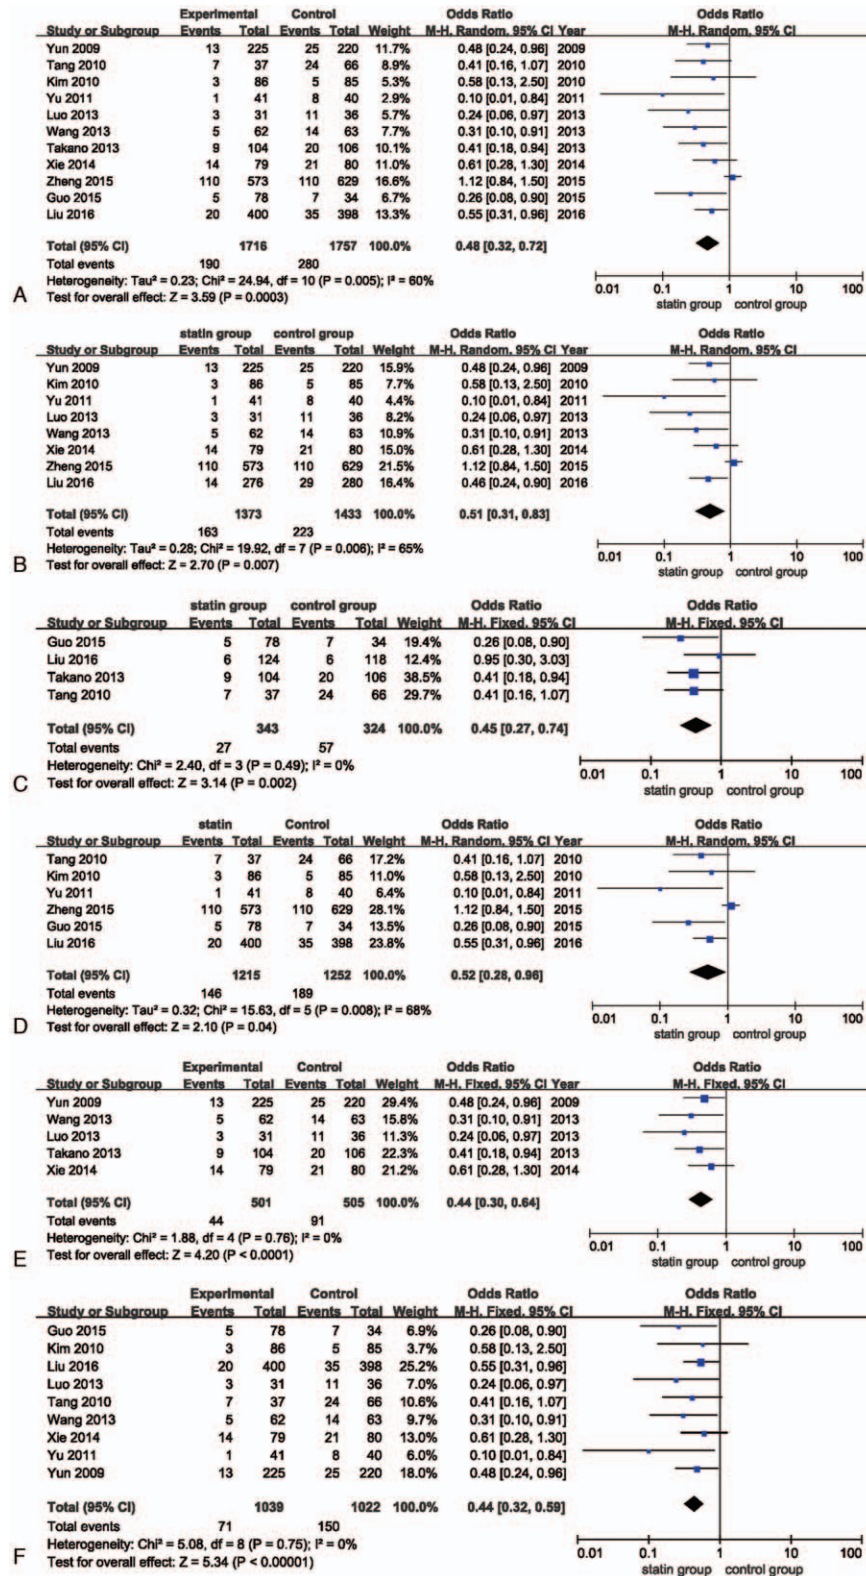 Experimental Control Odds Ratio Odds Ratio
Study or Subgroup Events Total Events Total Weight M-H. Random. 95% CI Year M-H. Random. 95% CI
Yun 2009 13 225 25 220 11.7% 0.48 [0.24, 0.96] 2009
Tang 2010 7 37 24 66 8.9% 0.41 [0.16, 1.07] 2010
Kim 2010 3 86 5 85 5.3% 0.58 [0.13, 2.50] 2010
Yu 2011 1 41 8 40 2.9% 0.10 [0.01, 0.84] 2011
Luo 2013 3 31 11 36 5.7% 0.24 [0.06, 0.97] 2013
Wang 2013 5 62 14 63 8.1% 0.31 [0.10, 0.91] 2013
Takano 2013 9 104 20 106 10.1% 0.41 [0.18, 0.94] 2013
Xie 2014 14 79 21 80 11.0% 0.61 [0.28, 1.30] 2014
Zheng 2015 110 573 110 629 16.6% 1.12 [0.84, 1.50] 2015
Guo 2015 5 78 7 34 6.7% 0.26 [0.08, 0.90] 2015
Liu 2016 20 400 35 398 13.3% 0.55 [0.31, 0.96] 2016
Total (95% CI) 1716 1757 100.0% 0.48 [0.32, 0.72]
Total events 190 280
Heterogeneity: Tau² = 0.23; Chi² = 24.94, df = 10 (P = 0.005); I² = 60%
Test for overall effect: Z = 3.59 (P = 0.0003)
0.01 0.1 1 10 100
statin group control group
A
statin group control group Odds Ratio Odds Ratio
Study or Subgroup Events Total Events Total Weight M-H. Random. 95% CI Year M-H. Random. 95% CI
Yun 2009 13 225 25 220 15.9% 0.48 [0.24, 0.96] 2009
Kim 2010 3 86 5 85 7.7% 0.58 [0.13, 2.50] 2010
Yu 2011 1 41 8 40 4.4% 0.10 [0.01, 0.84] 2011
Luo 2013 3 31 11 36 8.2% 0.24 [0.06, 0.97] 2013
Wang 2013 5 62 14 63 10.9% 0.31 [0.10, 0.91] 2013
Xie 2014 14 79 21 80 15.0% 0.61 [0.28, 1.30] 2014
Zheng 2015 110 573 110 629 21.5% 1.12 [0.84, 1.50] 2015
Liu 2016 14 276 29 280 16.4% 0.46 [0.24, 0.90] 2016
Total (95% CI) 1373 1433 100.0% 0.51 [0.31, 0.83]
Total events 163 223
Heterogeneity: Tau² = 0.28; Chi² = 19.92, df = 7 (P = 0.006); I² = 65%
Test for overall effect: Z = 2.70 (P = 0.007)
0.01 0.1 1 10 100
statin group control group
B
statin group control group Odds Ratio Odds Ratio
Study or Subgroup Events Total Events Total Weight M-H. Fixed. 95% CI M-H. Fixed. 95% CI
Guo 2015 5 78 7 34 19.4% 0.26 [0.08, 0.90]
Liu 2016 6 124 6 118 12.4% 0.95 [0.30, 3.03]
Takano 2013 9 104 20 106 38.5% 0.41 [0.18, 0.94]
Tang 2010 7 37 24 66 29.7% 0.41 [0.16, 1.07]
Total (95% CI) 343 324 100.0% 0.45 [0.27, 0.74]
Total events 27 57
Heterogeneity: Chi² = 2.40, df = 3 (P = 0.49); I² = 0%
Test for overall effect: Z = 3.14 (P = 0.002)
0.01 0.1 1 10 100
statin group control group
C
statin Control Odds Ratio Odds Ratio
Study or Subgroup Events Total Events Total Weight M-H. Random. 95% CI Year M-H. Random. 95% CI
Tang 2010 7 37 24 66 17.2% 0.41 [0.16, 1.07] 2010
Kim 2010 3 86 5 85 11.0% 0.58 [0.13, 2.50] 2010
Yu 2011 1 41 8 40 6.4% 0.10 [0.01, 0.84] 2011
Zheng 2015 110 573 110 629 28.1% 1.12 [0.84, 1.50] 2015
Guo 2015 5 78 7 34 13.5% 0.26 [0.08, 0.90] 2015
Liu 2016 20 400 35 398 23.8% 0.55 [0.31, 0.96] 2016
Total (95% CI) 1215 1252 100.0% 0.52 [0.28, 0.96]
Total events 146 189
Heterogeneity: Tau² = 0.32; Chi² = 15.63, df = 5 (P = 0.008); I² = 68%
Test for overall effect: Z = 2.10 (P = 0.04)
0.01 0.1 1 10 100
statin group control group
D
Experimental Control Odds Ratio Odds Ratio
Study or Subgroup Events Total Events Total Weight M-H. Fixed. 95% CI Year M-H. Fixed. 95% CI
Yun 2009 13 225 25 220 29.4% 0.48 [0.24, 0.96] 2009
Wang 2013 5 62 14 63 15.8% 0.31 [0.10, 0.91] 2013
Luo 2013 3 31 11 36 11.3% 0.24 [0.06, 0.97] 2013
Takano 2013 9 104 20 106 22.3% 0.41 [0.18, 0.94] 2013
Xie 2014 14 79 21 80 21.2% 0.61 [0.28, 1.30] 2014
Total (95% CI) 501 505 100.0% 0.44 [0.30, 0.64]
Total events 44 91
Heterogeneity: Chi² = 1.88, df = 4 (P = 0.76); I² = 0%
Test for overall effect: Z = 4.20 (P < 0.0001)
0.01 0.1 1 10 100
statin group control group
E
Experimental Control Odds Ratio Odds Ratio
Study or Subgroup Events Total Events Total Weight M-H. Fixed. 95% CI M-H. Fixed. 95% CI
Guo 2015 5 78 7 34 6.9% 0.26 [0.08, 0.90]
Kim 2010 3 86 5 85 3.7% 0.58 [0.13, 2.50]
Liu 2016 20 400 35 398 25.2% 0.55 [0.31, 0.96]
Luo 2013 3 31 11 36 7.0% 0.24 [0.06, 0.97]
Tang 2010 7 37 24 66 10.6% 0.41 [0.16, 1.07]
Wang 2013 5 62 14 63 9.7% 0.31 [0.10, 0.91]
Xie 2014 14 79 21 80 13.0% 0.61 [0.28, 1.30]
Yu 2011 1 41 8 40 6.0% 0.10 [0.01, 0.84]
Yun 2009 13 225 25 220 18.0% 0.48 [0.24, 0.96]
Total (95% CI) 1039 1022 100.0% 0.44 [0.32, 0.59]
Total events 71 150
Heterogeneity: Chi² = 5.08, df = 8 (P = 0.75); I² = 0%
Test for overall effect: Z = 5.34 (P < 0.00001)
0.01 0.1 1 10 100
statin group control group
F